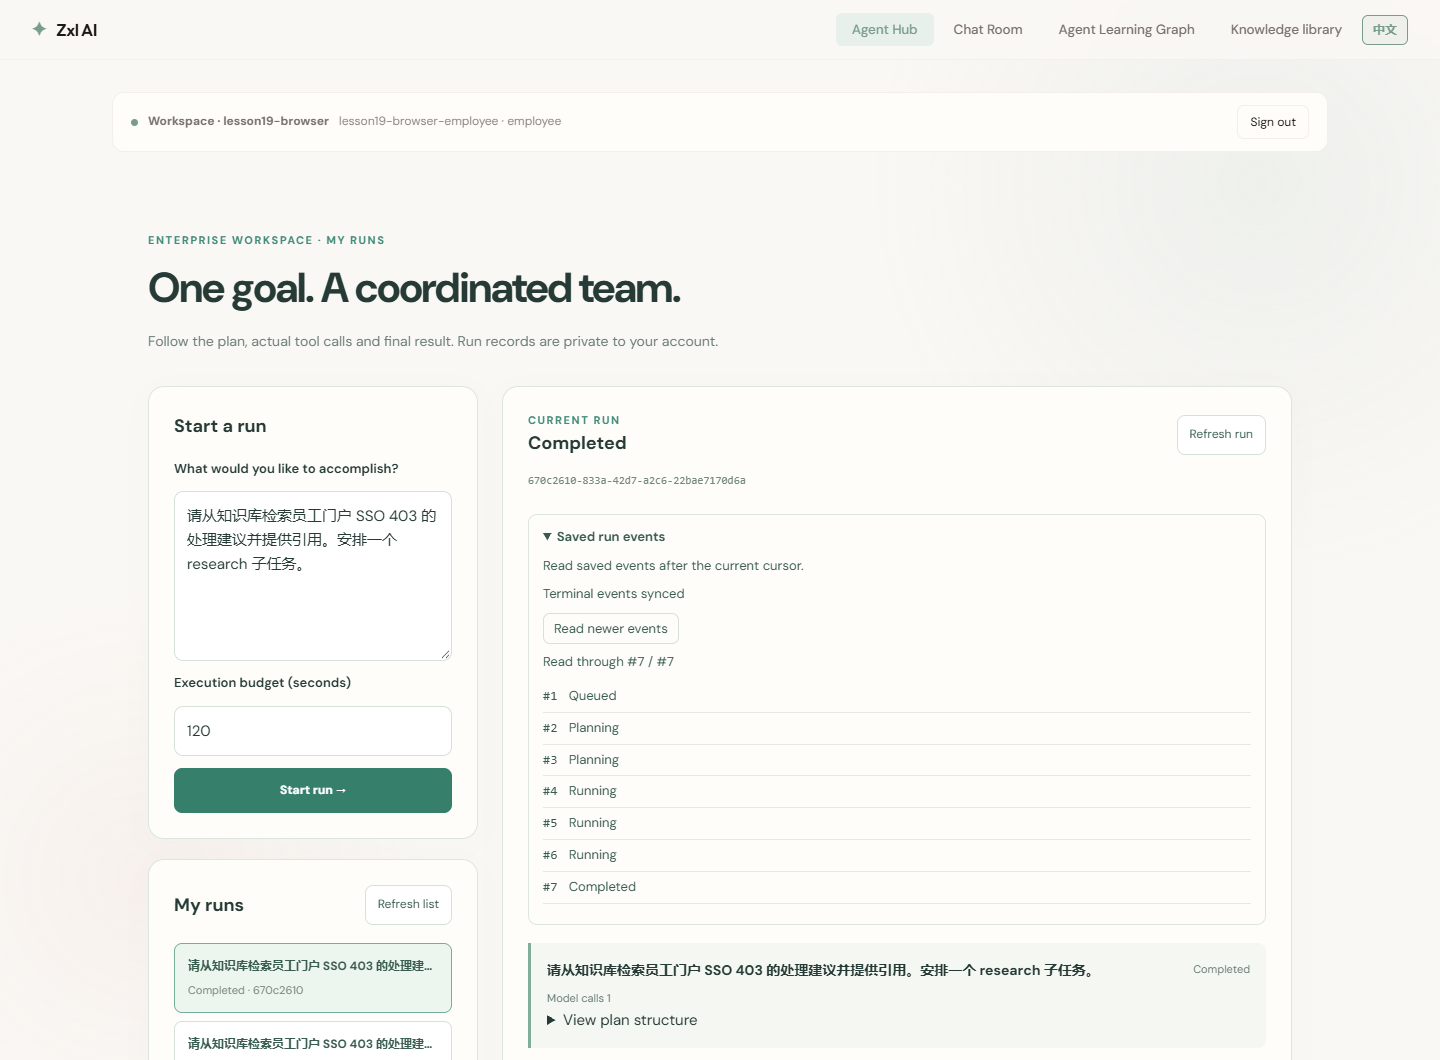 Zxl AI
Agent Hub
Chat Room
Agent Learning Graph
Knowledge library
中文
Workspace · lesson19-browser
lesson19-browser-employee · employee
Sign out
ENTERPRISE WORKSPACE · MY RUNS
One goal. A coordinated team.
Follow the plan, actual tool calls and final result. Run records are private to your account.
Start a run
What would you like to accomplish?
请从知识库检索员工门户 SSO 403 的
处理建议并提供引用。安排一个
research 子任务。
Execution budget (seconds)
120
Start run →
My runs
Refresh list
请从知识库检索员工门户 SSO 403 的处理建...
Completed · 670c2610
请从知识库检索员工门户 SSO 403 的处理建...
CURRENT RUN
Completed
Refresh run
670c2610-833a-42d7-a2c6-22bae7170d6a
▼ Saved run events
Read saved events after the current cursor.
Terminal events synced
Read newer events
Read through #7 / #7
#1 Queued
#2 Planning
#3 Planning
#4 Running
#5 Running
#6 Running
#7 Completed
请从知识库检索员工门户 SSO 403 的处理建议并提供引用。安排一个 research 子任务。
Completed
Model calls 1
▶ View plan structure